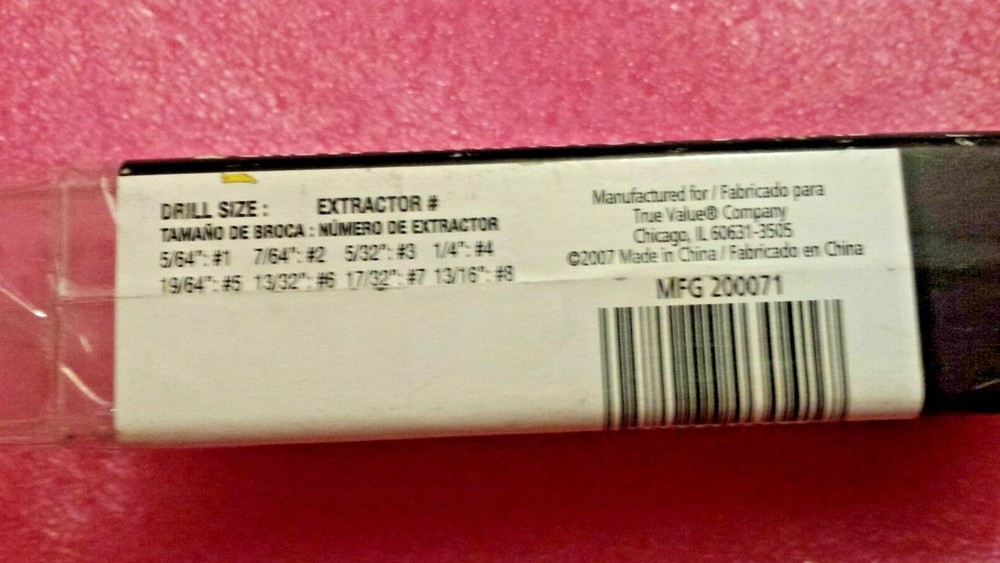 DRILL SIZE : EXTRACTOR #
TAMAÑO DE BROCA : NÚMERO DE EXTRACTOR
5/64": #1 7/64": #2 5/32": #3 1/4": #4
19/64": #5 13/32": #6 17/32": #7 13/16": #8
Manufactured for / Fabricado para
True Value® Company
Chicago, IL 60631-3505
©2007 Made in China / Fabricado en China
MFG 200071